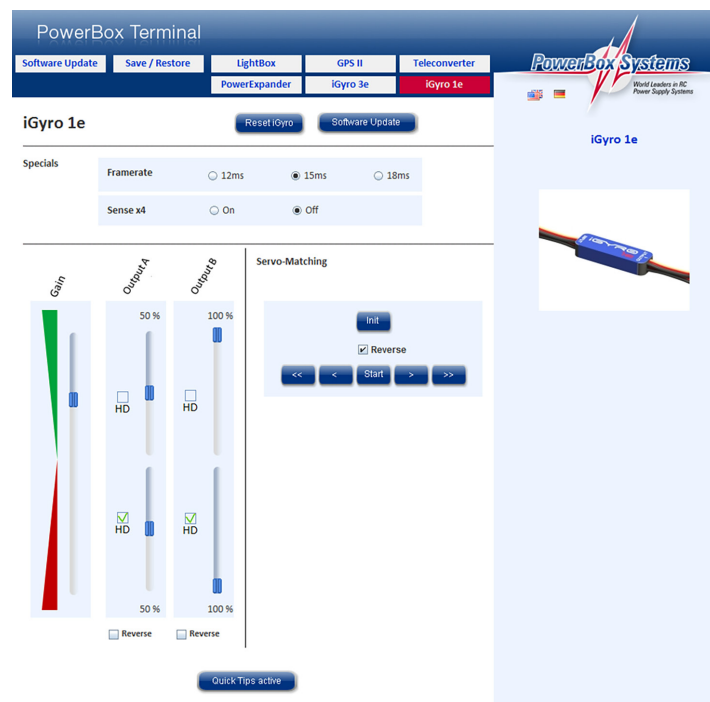 PowerBox Terminal
Software Update Save / Restore LightBox GPS II Teleconverter
PowerExpander iGyro 3e iGyro 1e
PowerBox Systems
World Leaders in RC
Power Supply Systems
iGyro 1e
Reset iGyro Software Update
iGyro 1e
Specials
Framerate 12ms 15ms 18ms
Sense x4 On Off
Gain Output A Output B
Servo-Matching
50 % 100 %
Init
Reverse
<< < Start > >>
HD HD
HD HD
50 % 100 %
Reverse Reverse
Quick Tips active
iGYRO